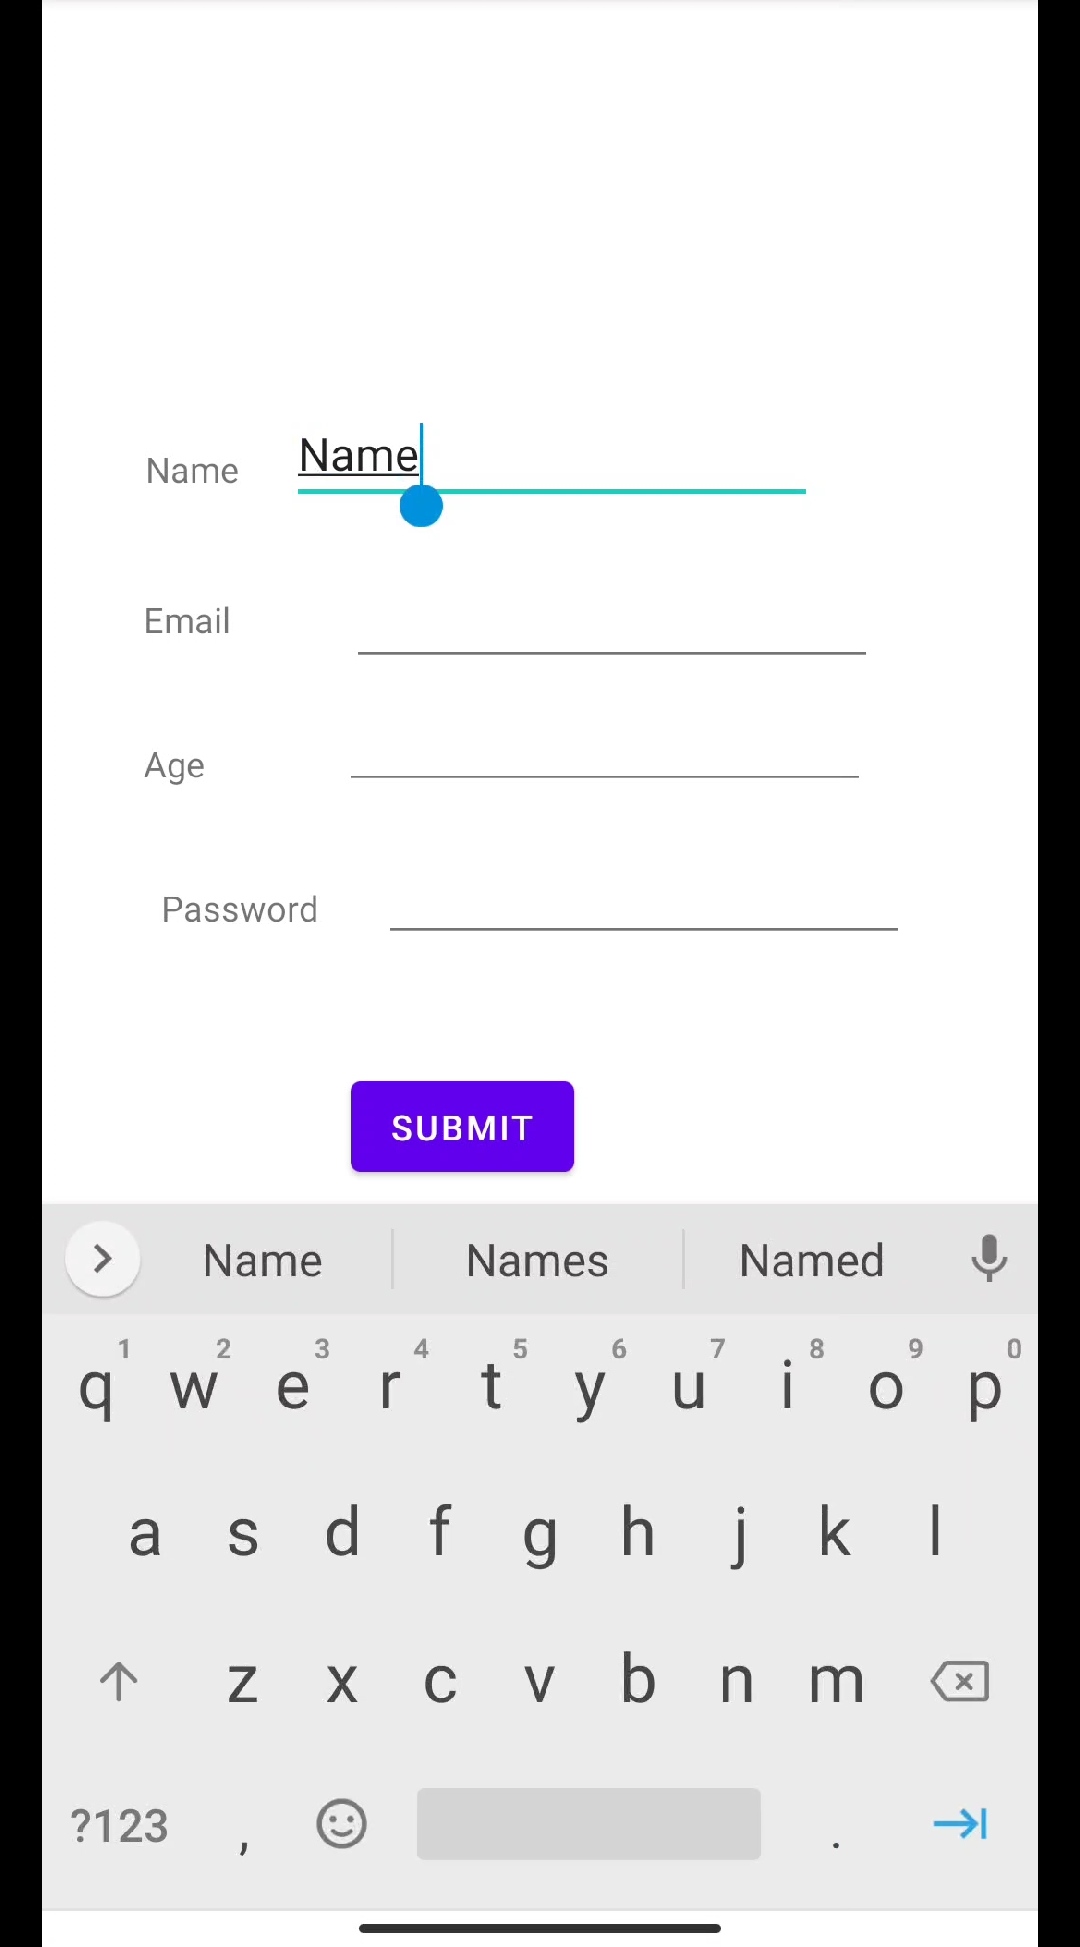 Name Name
Email
Age
Password
SUBMIT
Name Names Named
1 2 3 4 5 6 7 8 9 0
q w e r t y u i o p
a s d f g h j k l
z x c v b n m
?123 , .